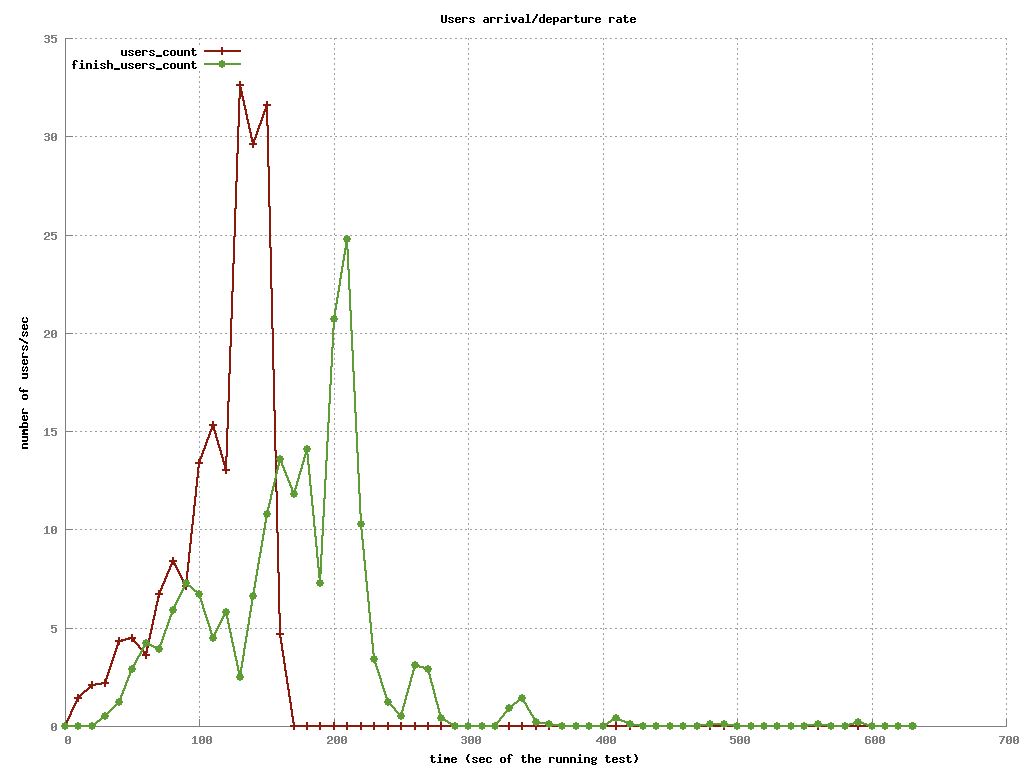 Users arrival/departure rate
users_count
finish_users_count
35
30
25
20
15
10
5
0
number of users/sec
0 100 200 300 400 500 600 700
time (sec of the running test)